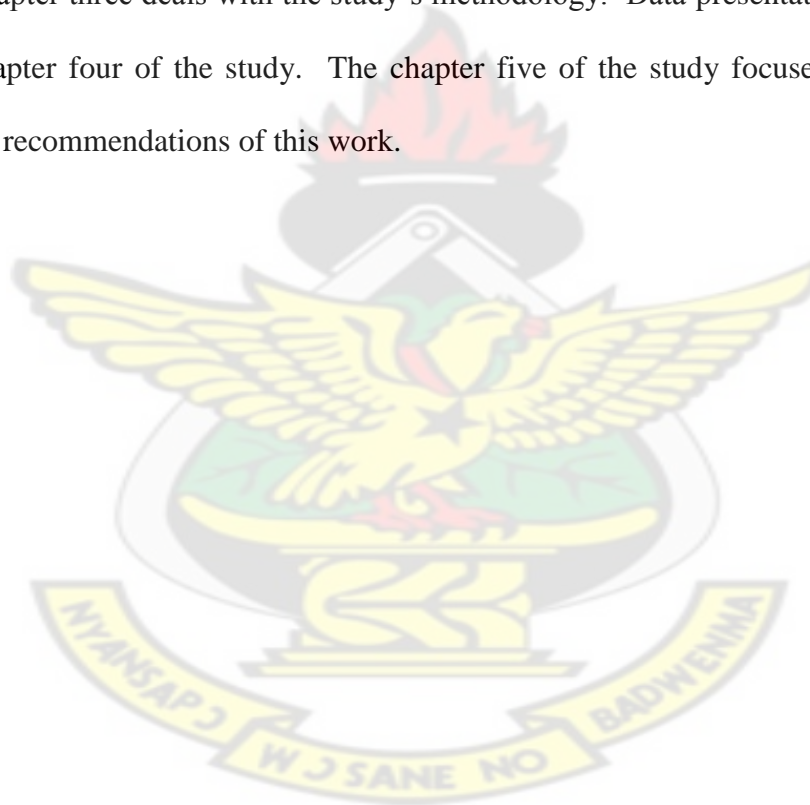 apter three deals with the study's methodology. Data presentat
apter four of the study. The chapter five of the study focuse
recommendations of this work.
NYANSAPƆ
WƆSANE NO
BADWENMA